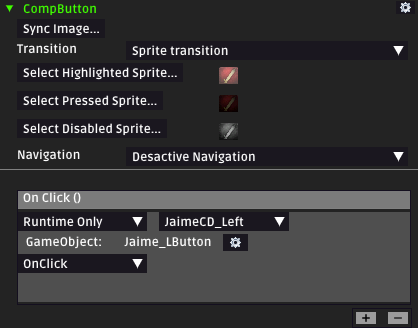 CompButton
Sync Image...
Transition Sprite transition
Select Highlighted Sprite...
Select Pressed Sprite...
Select Disabled Sprite...
Navigation Desactive Navigation
On Click ()
Runtime Only JaimeCD_Left
GameObject: Jaime_LButton
OnClick